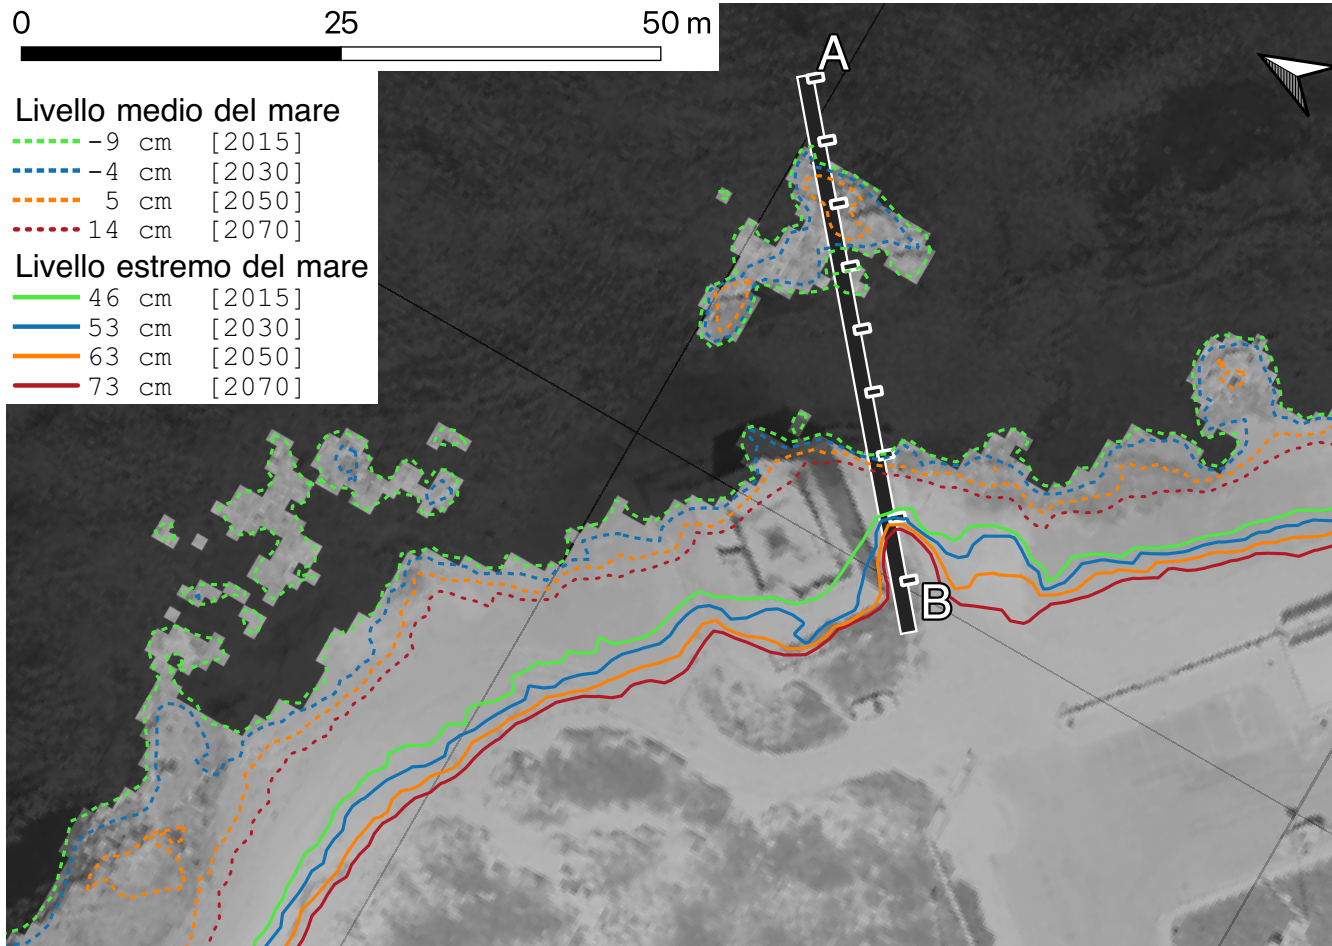 0 25 50 m
Livello medio del mare
-9 cm [2015]
-4 cm [2030]
5 cm [2050]
14 cm [2070]
Livello estremo del mare
46 cm [2015]
53 cm [2030]
63 cm [2050]
73 cm [2070]
A
B